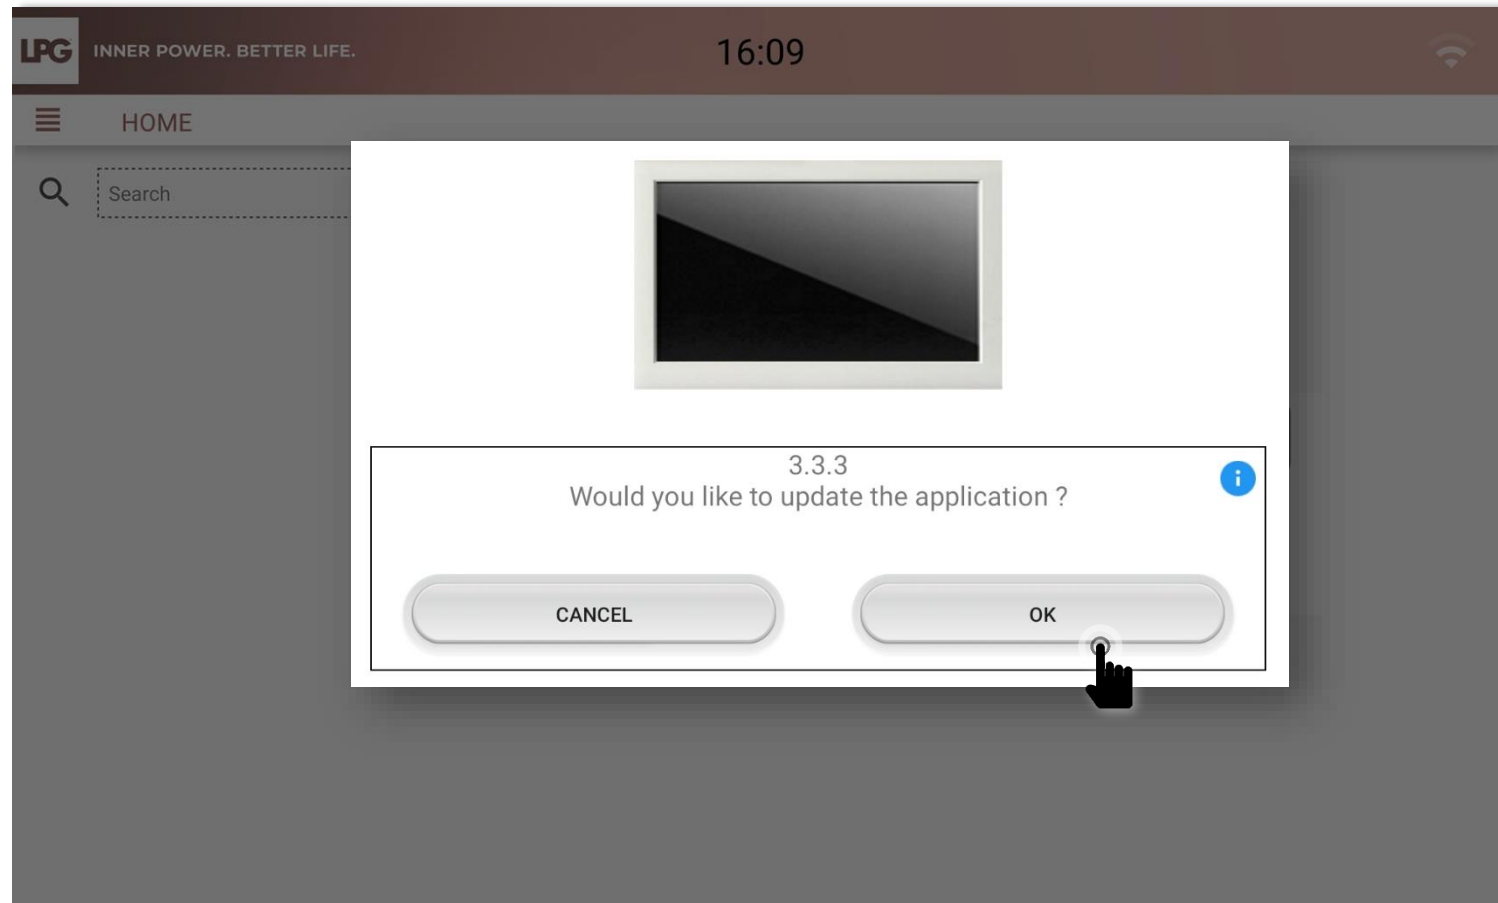 LPG INNER POWER. BETTER LIFE. 16:09
HOME
Search
3.3.3
Would you like to update the application ?
CANCEL OK